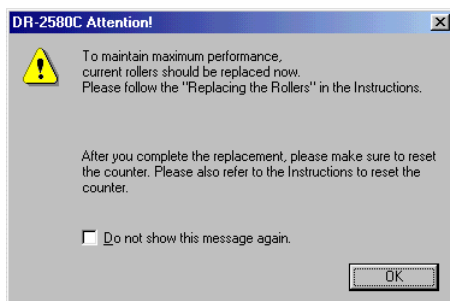 DR-2580C Attention!
To maintain maximum performance,
current rollers should be replaced now.
Please follow the "Replacing the Rollers" in the Instructions.
After you complete the replacement, please make sure to reset
the counter. Please also refer to the Instructions to reset the
counter.
Do not show this message again.
OK